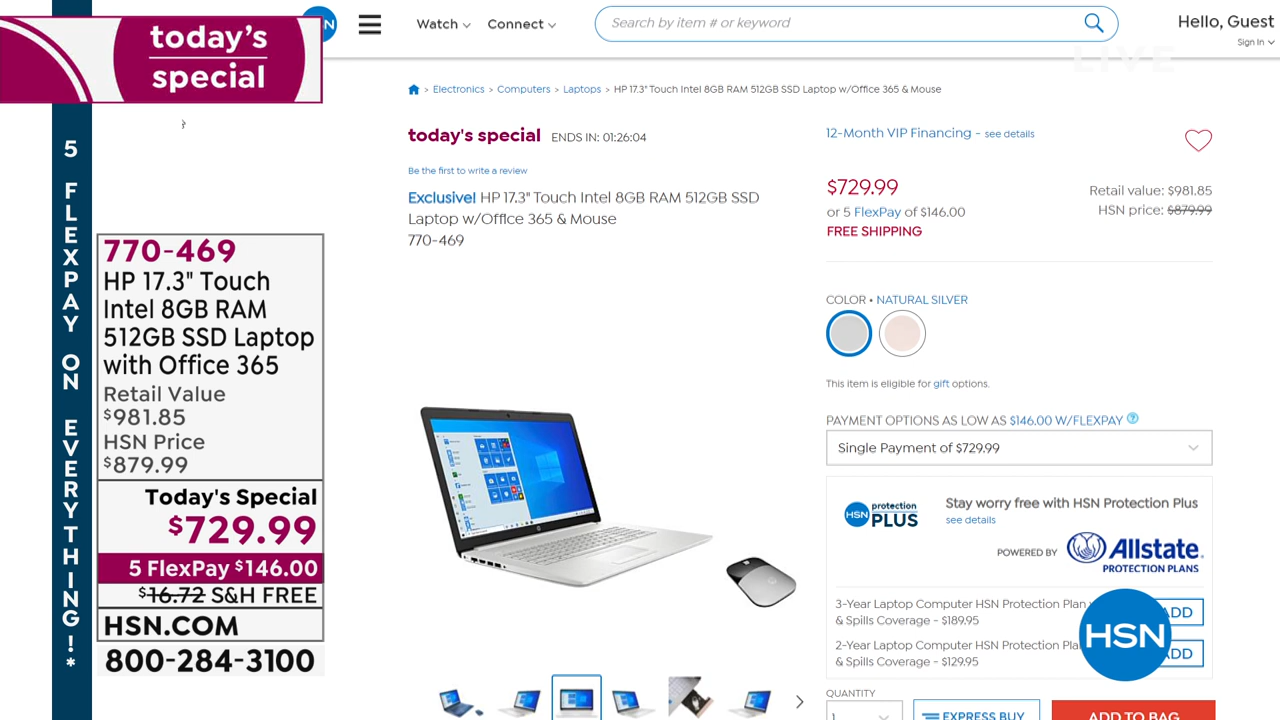 today's
special
5 FLEXPAY ON EVERYTHING!*
770-469
HP 17.3" Touch
Intel 8GB RAM
512GB SSD Laptop
with Office 365
Retail Value
$981.85
HSN Price
$879.99
Today's Special
$729.99
5 FlexPay $146.00
$16.72 S&H FREE
HSN.COM
800-284-3100
Watch
Connect
Search by item # or keyword
Hello, Guest
Sign In
LIVE
> Electronics > Computers > Laptops > HP 17.3" Touch Intel 8GB RAM 512GB SSD Laptop w/Office 365 & Mouse
today's special ENDS IN: 01:26:04
Be the first to write a review
Exclusive! HP 17.3" Touch Intel 8GB RAM 512GB SSD
Laptop w/Office 365 & Mouse
770-469
12-Month VIP Financing - see details
$729.99
Retail value: $981.85
or 5 FlexPay of $146.00
HSN price: $879.99
FREE SHIPPING
COLOR • NATURAL SILVER
This item is eligible for gift options.
PAYMENT OPTIONS AS LOW AS $146.00 W/FLEXPAY ?
Single Payment of $729.99
HSN protection PLUS
Stay worry free with HSN Protection Plus
see details
POWERED BY Allstate
PROTECTION PLANS
3-Year Laptop Computer HSN Protection Plan
& Spills Coverage - $189.95
ADD
2-Year Laptop Computer HSN Protection
& Spills Coverage - $129.95
ADD
HSN
QUANTITY
1
EXPRESS BUY
ADD TO BAG